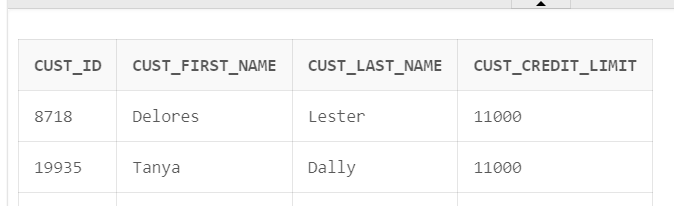 CUST_ID CUST_FIRST_NAME CUST_LAST_NAME CUST_CREDIT_LIMIT
8718 Delores Lester 11000
19935 Tanya Dally 11000